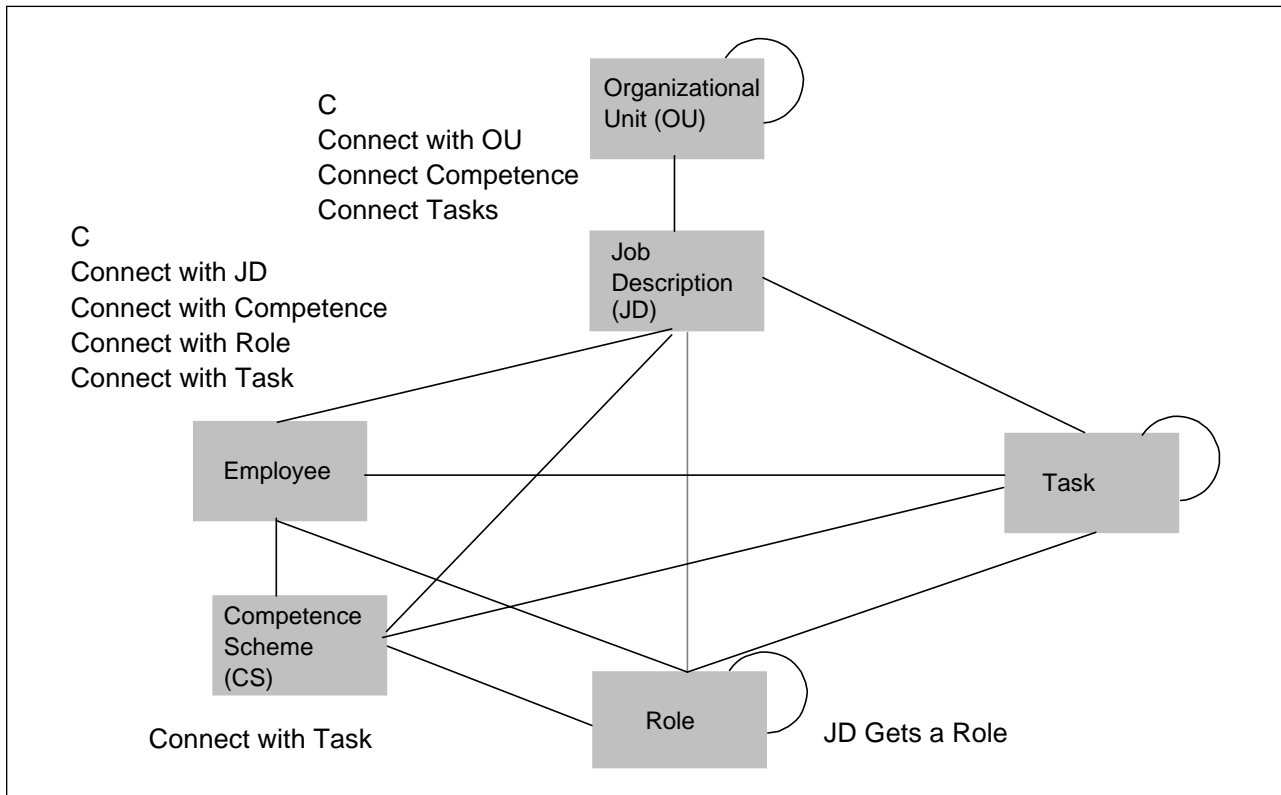 Organizational
Unit (OU)
C
Connect with OU
Connect Competence
Connect Tasks
Job
Description
(JD)
C
Connect with JD
Connect with Competence
Connect with Role
Connect with Task
Employee
Task
Competence
Scheme
(CS)
Role
Connect with Task
JD Gets a Role